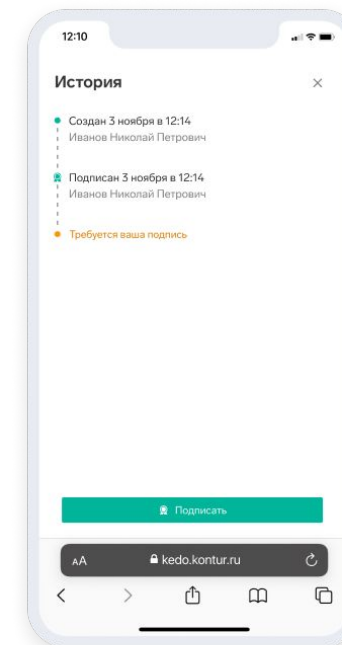 12:10
История
Создан 3 ноября в 12:14
Иванов Николай Петрович
Подписан 3 ноября в 12:14
Иванов Николай Петрович
Требуется ваша подпись
Подписать
AA
kedo.kontur.ru